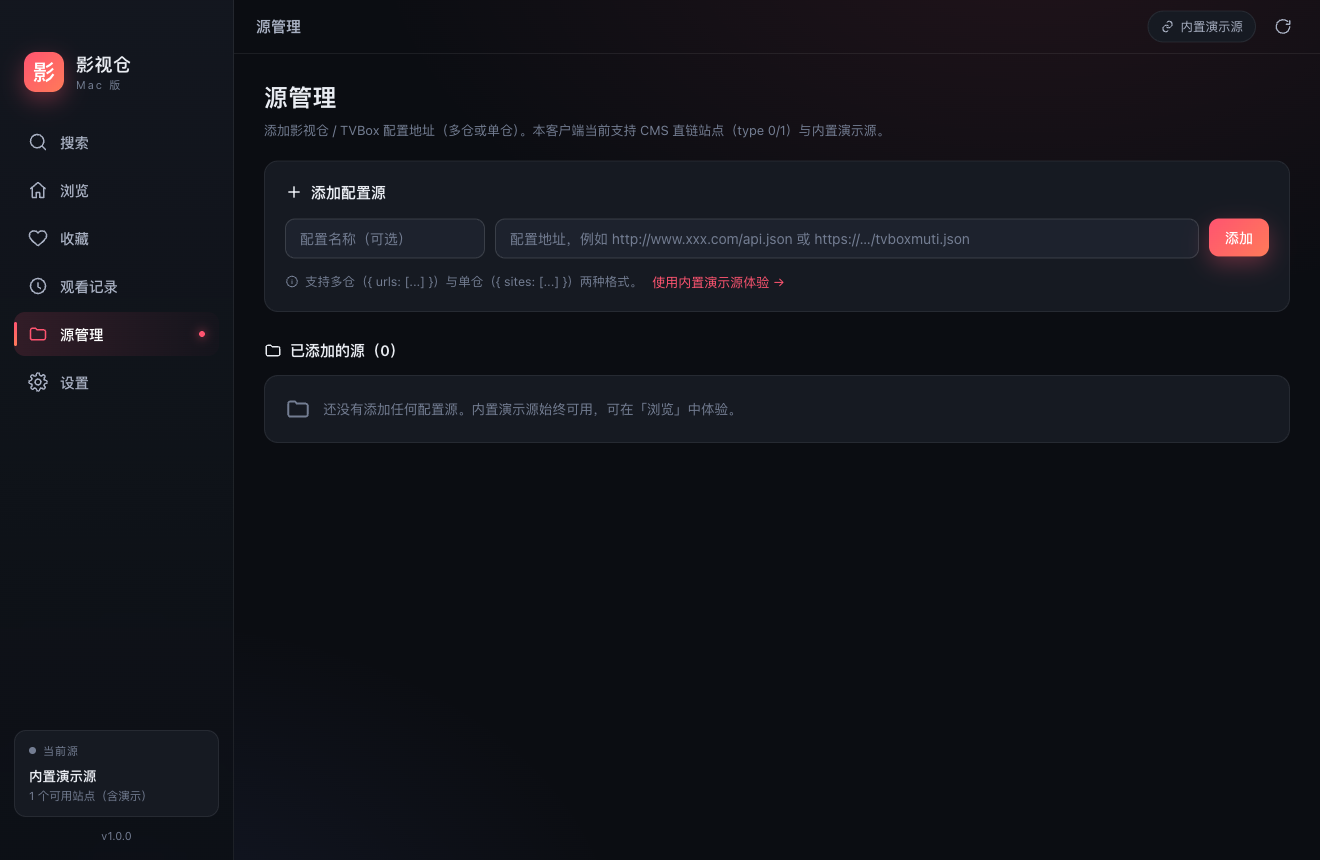 影
影视仓
Mac 版
搜索
浏览
收藏
观看记录
源管理
设置
当前源
内置演示源
1 个可用站点（含演示）
v1.0.0
源管理
内置演示源
源管理
添加影视仓 / TVBox 配置地址（多仓或单仓）。本客户端当前支持 CMS 直链站点（type 0/1）与内置演示源。
添加配置源
配置名称（可选）
配置地址，例如 http://www.xxx.com/api.json 或 https://.../tvboxmuti.json
添加
支持多仓（{ urls: [...] }）与单仓（{ sites: [...] }）两种格式。 使用内置演示源体验 →
已添加的源（0）
还没有添加任何配置源。内置演示源始终可用，可在「浏览」中体验。